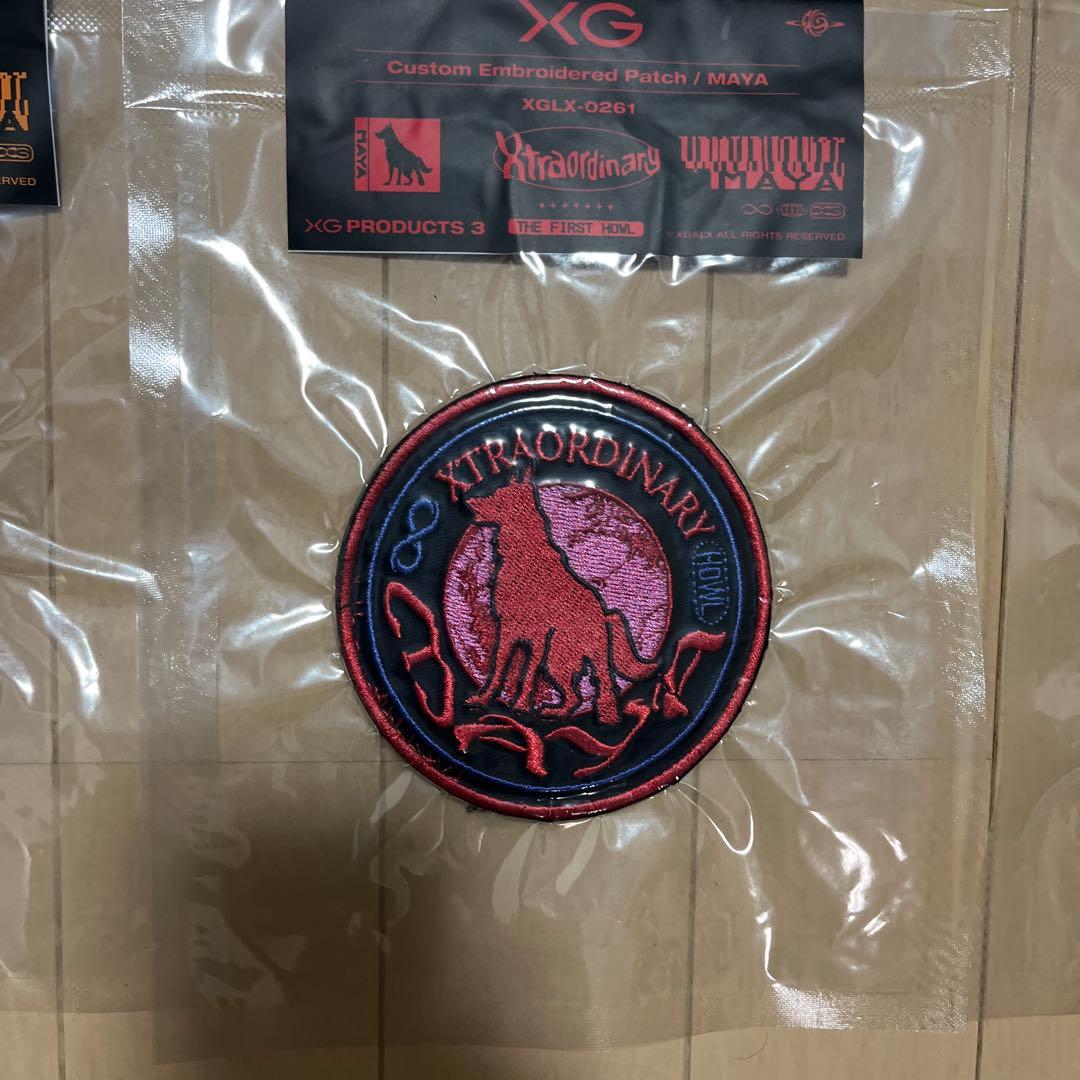 XG
Custom Embroidered Patch / MAYA
XGLX-0261
MAYA
Xtraordinary
MAYA
XG PRODUCTS 3
THE FIRST HOWL
© XGALX ALL RIGHTS RESERVED
ERVED
XTRAORDINARY
HOWL